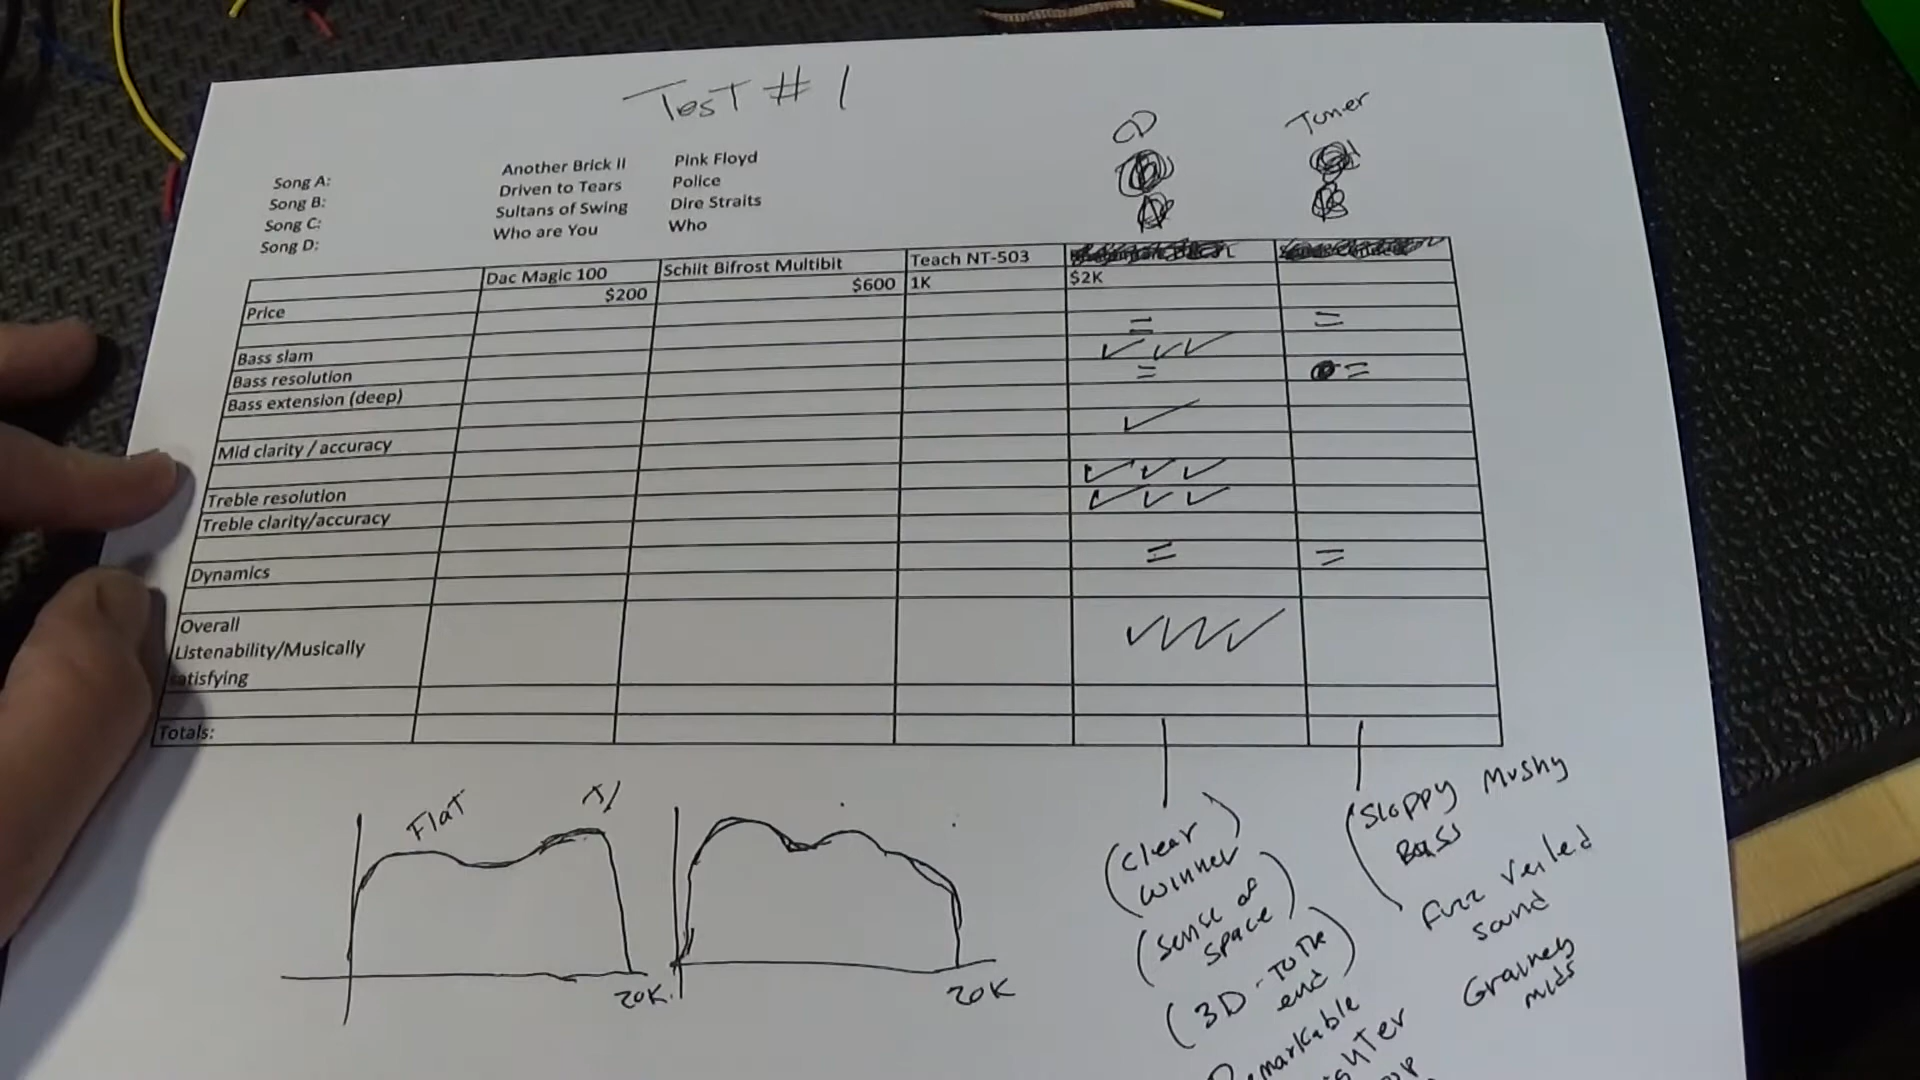 TesT #1
CD
Tuner
Song A: Another Brick II Pink Floyd
Song B: Driven to Tears Police
Song C: Sultans of Swing Dire Straits
Song D: Who are You Who
Dac Magic 100 Schiit Bifrost Multibit Teach NT-503
Price $200 $600 1K $2K
Bass slam = =
Bass resolution ✓ ✓ ✓
Bass extension (deep) = =
Mid clarity / accuracy ✓
Treble resolution ✓ ✓ ✓
Treble clarity/accuracy ✓ ✓ ✓
Dynamics = =
Overall
Listenability/Musically ✓ ✓ ✓ ✓
satisfying
Totals:
Flat
20K
20K
(Clear
winner)
(Sense of
space)
(3D - To The
end)
Remarkable
Sloppy Mushy
Bass
Fuzz Veiled
Sound
Grainey
mids